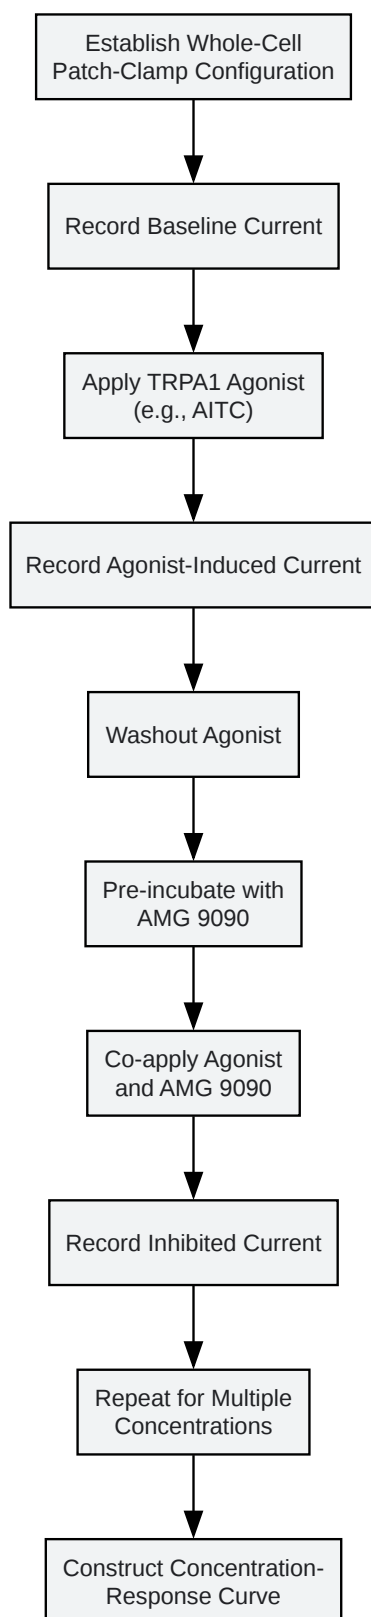 Establish Whole-Cell
Patch-Clamp Configuration
Record Baseline Current
Apply TRPA1 Agonist
(e.g., AITC)
Record Agonist-Induced Current
Washout Agonist
Pre-incubate with
AMG 9090
Co-apply Agonist
and AMG 9090
Record Inhibited Current
Repeat for Multiple
Concentrations
Construct Concentration-
Response Curve